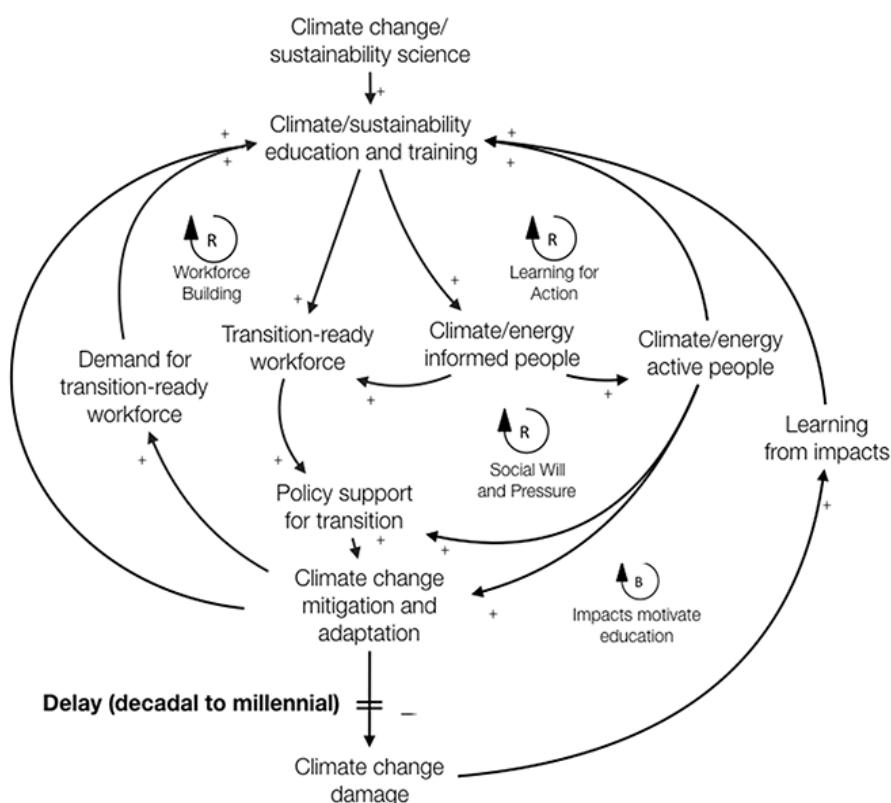 Climate change/
sustainability science
+
Climate/sustainability
education and training
+
+
+
+
R
Workforce
Building
R
Learning for
Action
+
+
Transition-ready
workforce
Climate/energy
informed people
Climate/energy
active people
Demand for
transition-ready
workforce
+
+
Learning
from impacts
R
Social Will
and Pressure
+
+
Policy support
for transition
+
+
+
Climate change
mitigation and
adaptation
B
Impacts motivate
education
+
Delay (decadal to millennial)
–
Climate change
damage